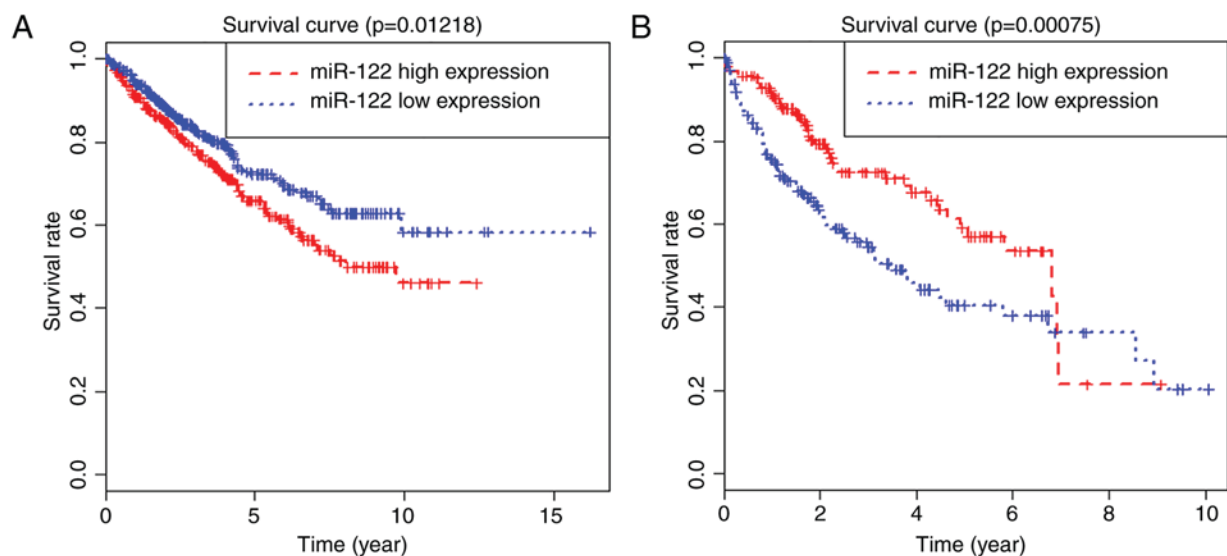 A
Survival curve (p=0.01218)
miR-122 high expression
miR-122 low expression
Survival rate
1.0
0.8
0.6
0.4
0.2
0.0
0 5 10 15
Time (year)
B
Survival curve (p=0.00075)
miR-122 high expression
miR-122 low expression
Survival rate
1.0
0.8
0.6
0.4
0.2
0.0
0 2 4 6 8 10
Time (year)